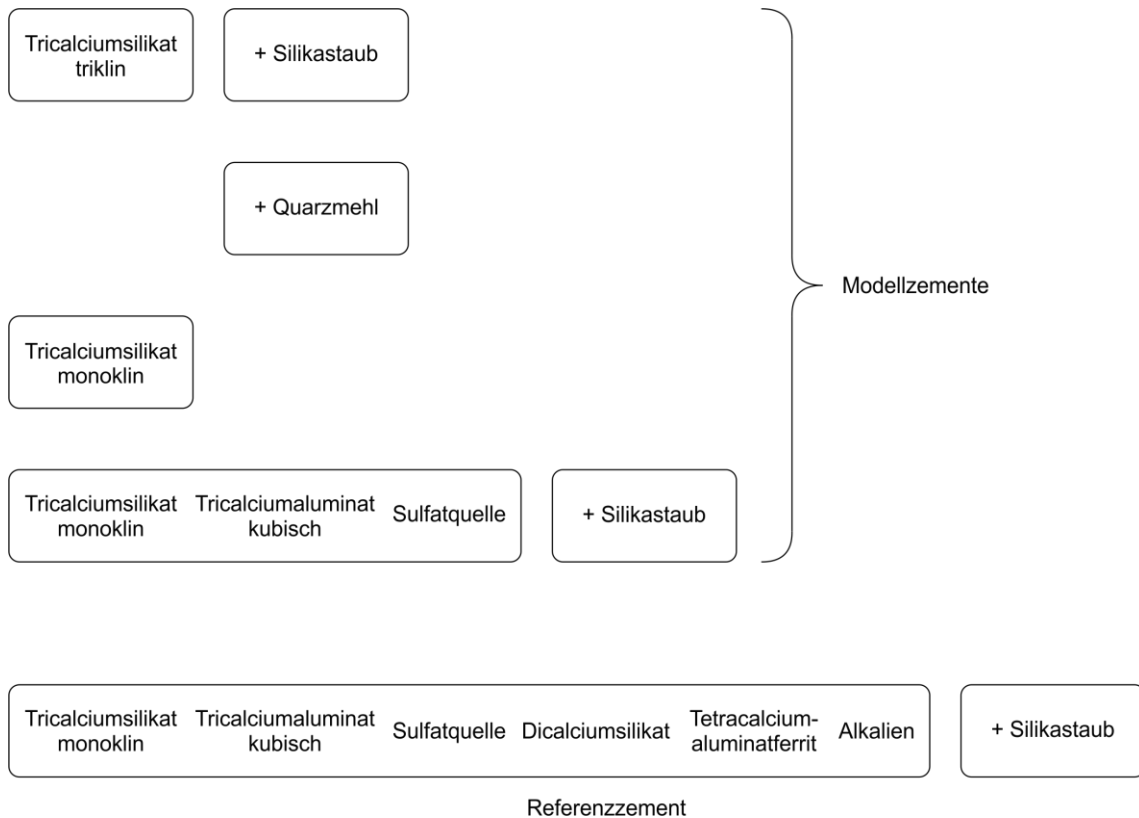 Tricalciumsilikat
triklin
+ Silikastaub
+ Quarzmehl
Modellzemente
Tricalciumsilikat
monoklin
Tricalciumsilikat
monoklin
Tricalciumaluminat
kubisch
Sulfatquelle
+ Silikastaub
Tricalciumsilikat
monoklin
Tricalciumaluminat
kubisch
Sulfatquelle
Dicalciumsilikat
Tetracalcium-
aluminatferrit
Alkalien
+ Silikastaub
Referenzzement